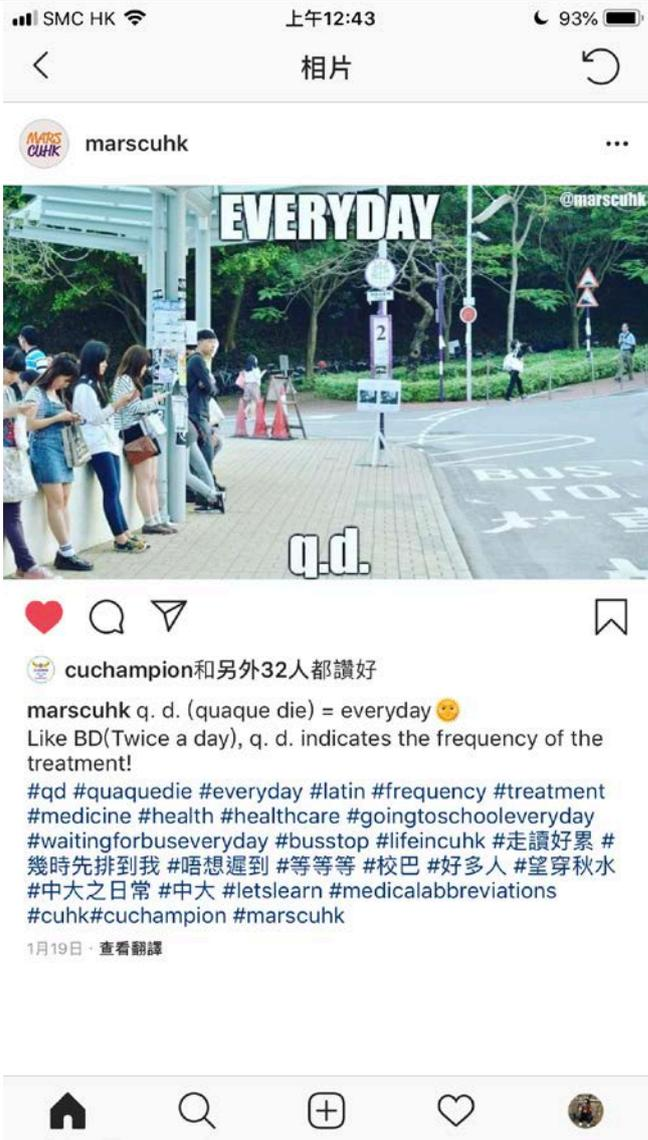 SMC HK
上午12:43
93%
相片
MARS
CUHK
marscuhk
EVERYDAY
@marscuhk
2
BUS
TO
q.d.
cuchampion和另外32人都讚好
marscuhk q. d. (quaque die) = everyday🌞
Like BD(Twice a day), q. d. indicates the frequency of the
treatment!
#qd #quaquedie #everyday #latin #frequency #treatment
#medicine #health #healthcare #goingtoschooleveryday
#waitingforbuseveryday #busstop #lifeincuhk #走讀好累 #
幾時先排到我 #唔想遲到 #等等等 #校巴 #好多人 #望穿秋水
#中大之日常 #中大 #letslearn #medicalabbreviations
#cuhk#cuchampion #marscuhk
1月19日 · 查看翻譯